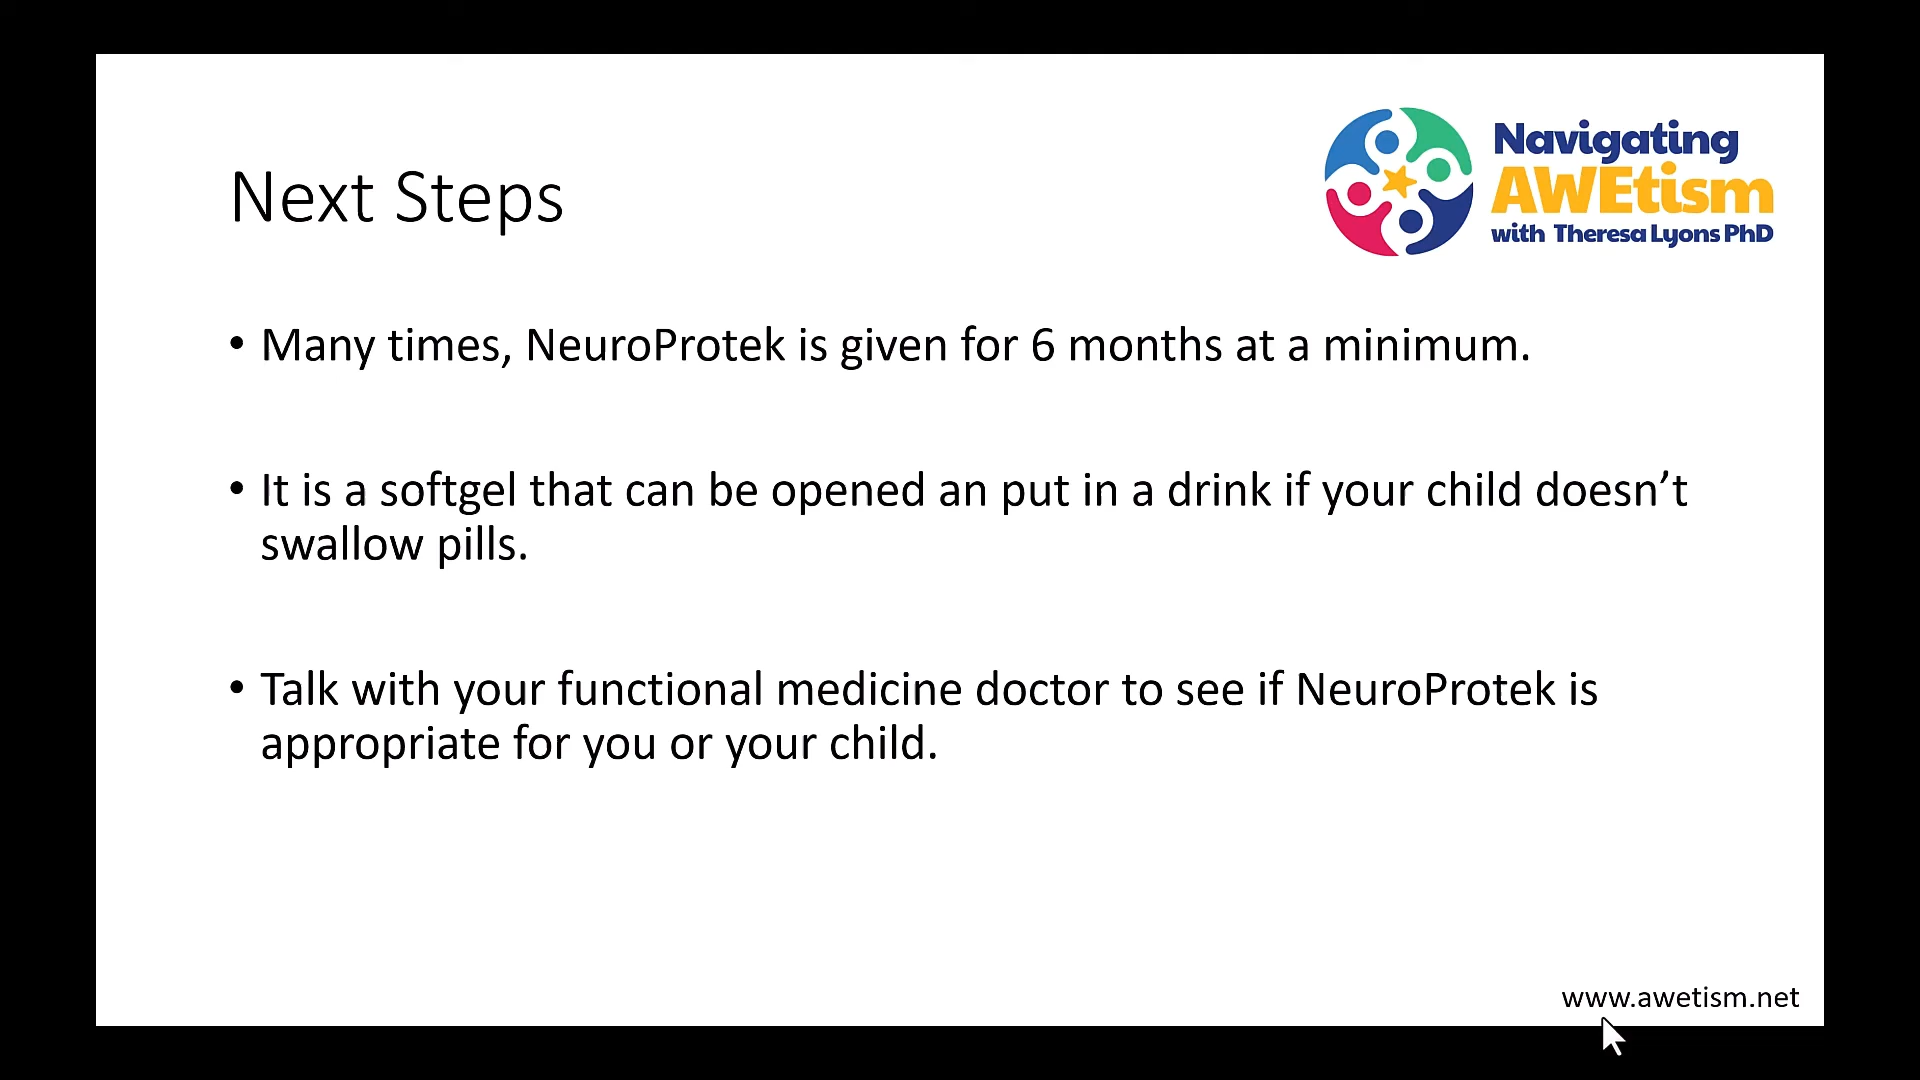 Navigating
AWEtism
with Theresa Lyons PhD
Next Steps
• Many times, NeuroProtek is given for 6 months at a minimum.
• It is a softgel that can be opened an put in a drink if your child doesn’t
swallow pills.
• Talk with your functional medicine doctor to see if NeuroProtek is
appropriate for you or your child.
www.awetism.net